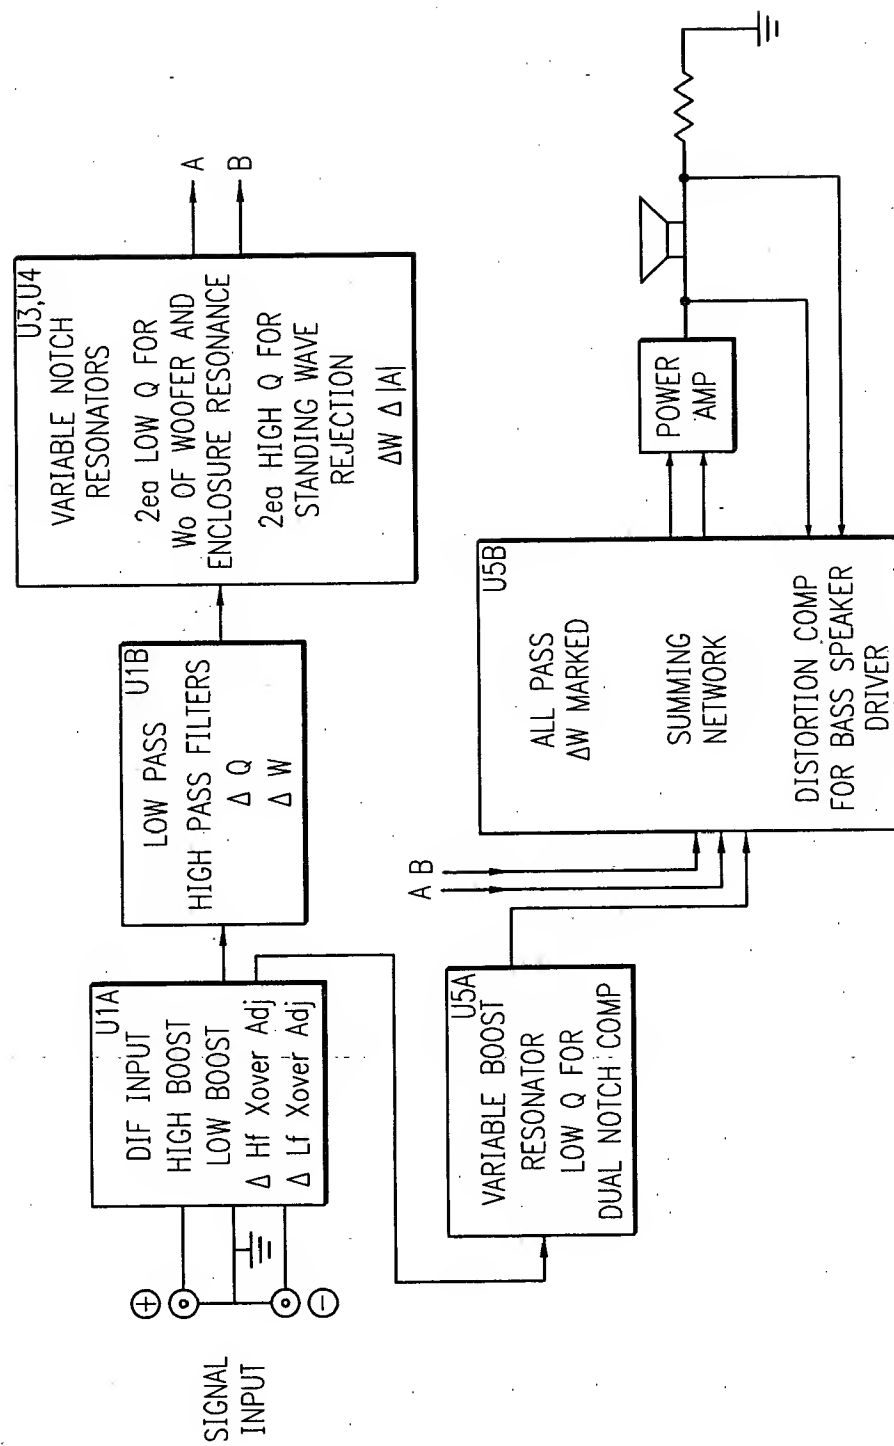 SIGNAL
INPUT
+
−
U1A
DIF INPUT
HIGH BOOST
LOW BOOST
Δ Hf Xover Adj
Δ Lf Xover Adj
U1B
LOW PASS
HIGH PASS FILTERS
Δ Q
Δ W
U3,U4
VARIABLE NOTCH
RESONATORS
2ea LOW Q FOR
Wo OF WOOFER AND
ENCLOSURE RESONANCE
2ea HIGH Q FOR
STANDING WAVE
REJECTION
ΔW Δ |A|
A
B
U5A
VARIABLE BOOST
RESONATOR
LOW Q FOR
DUAL NOTCH COMP
A B
U5B
ALL PASS
ΔW MARKED
SUMMING
NETWORK
DISTORTION COMP
FOR BASS SPEAKER
DRIVER
POWER
AMP